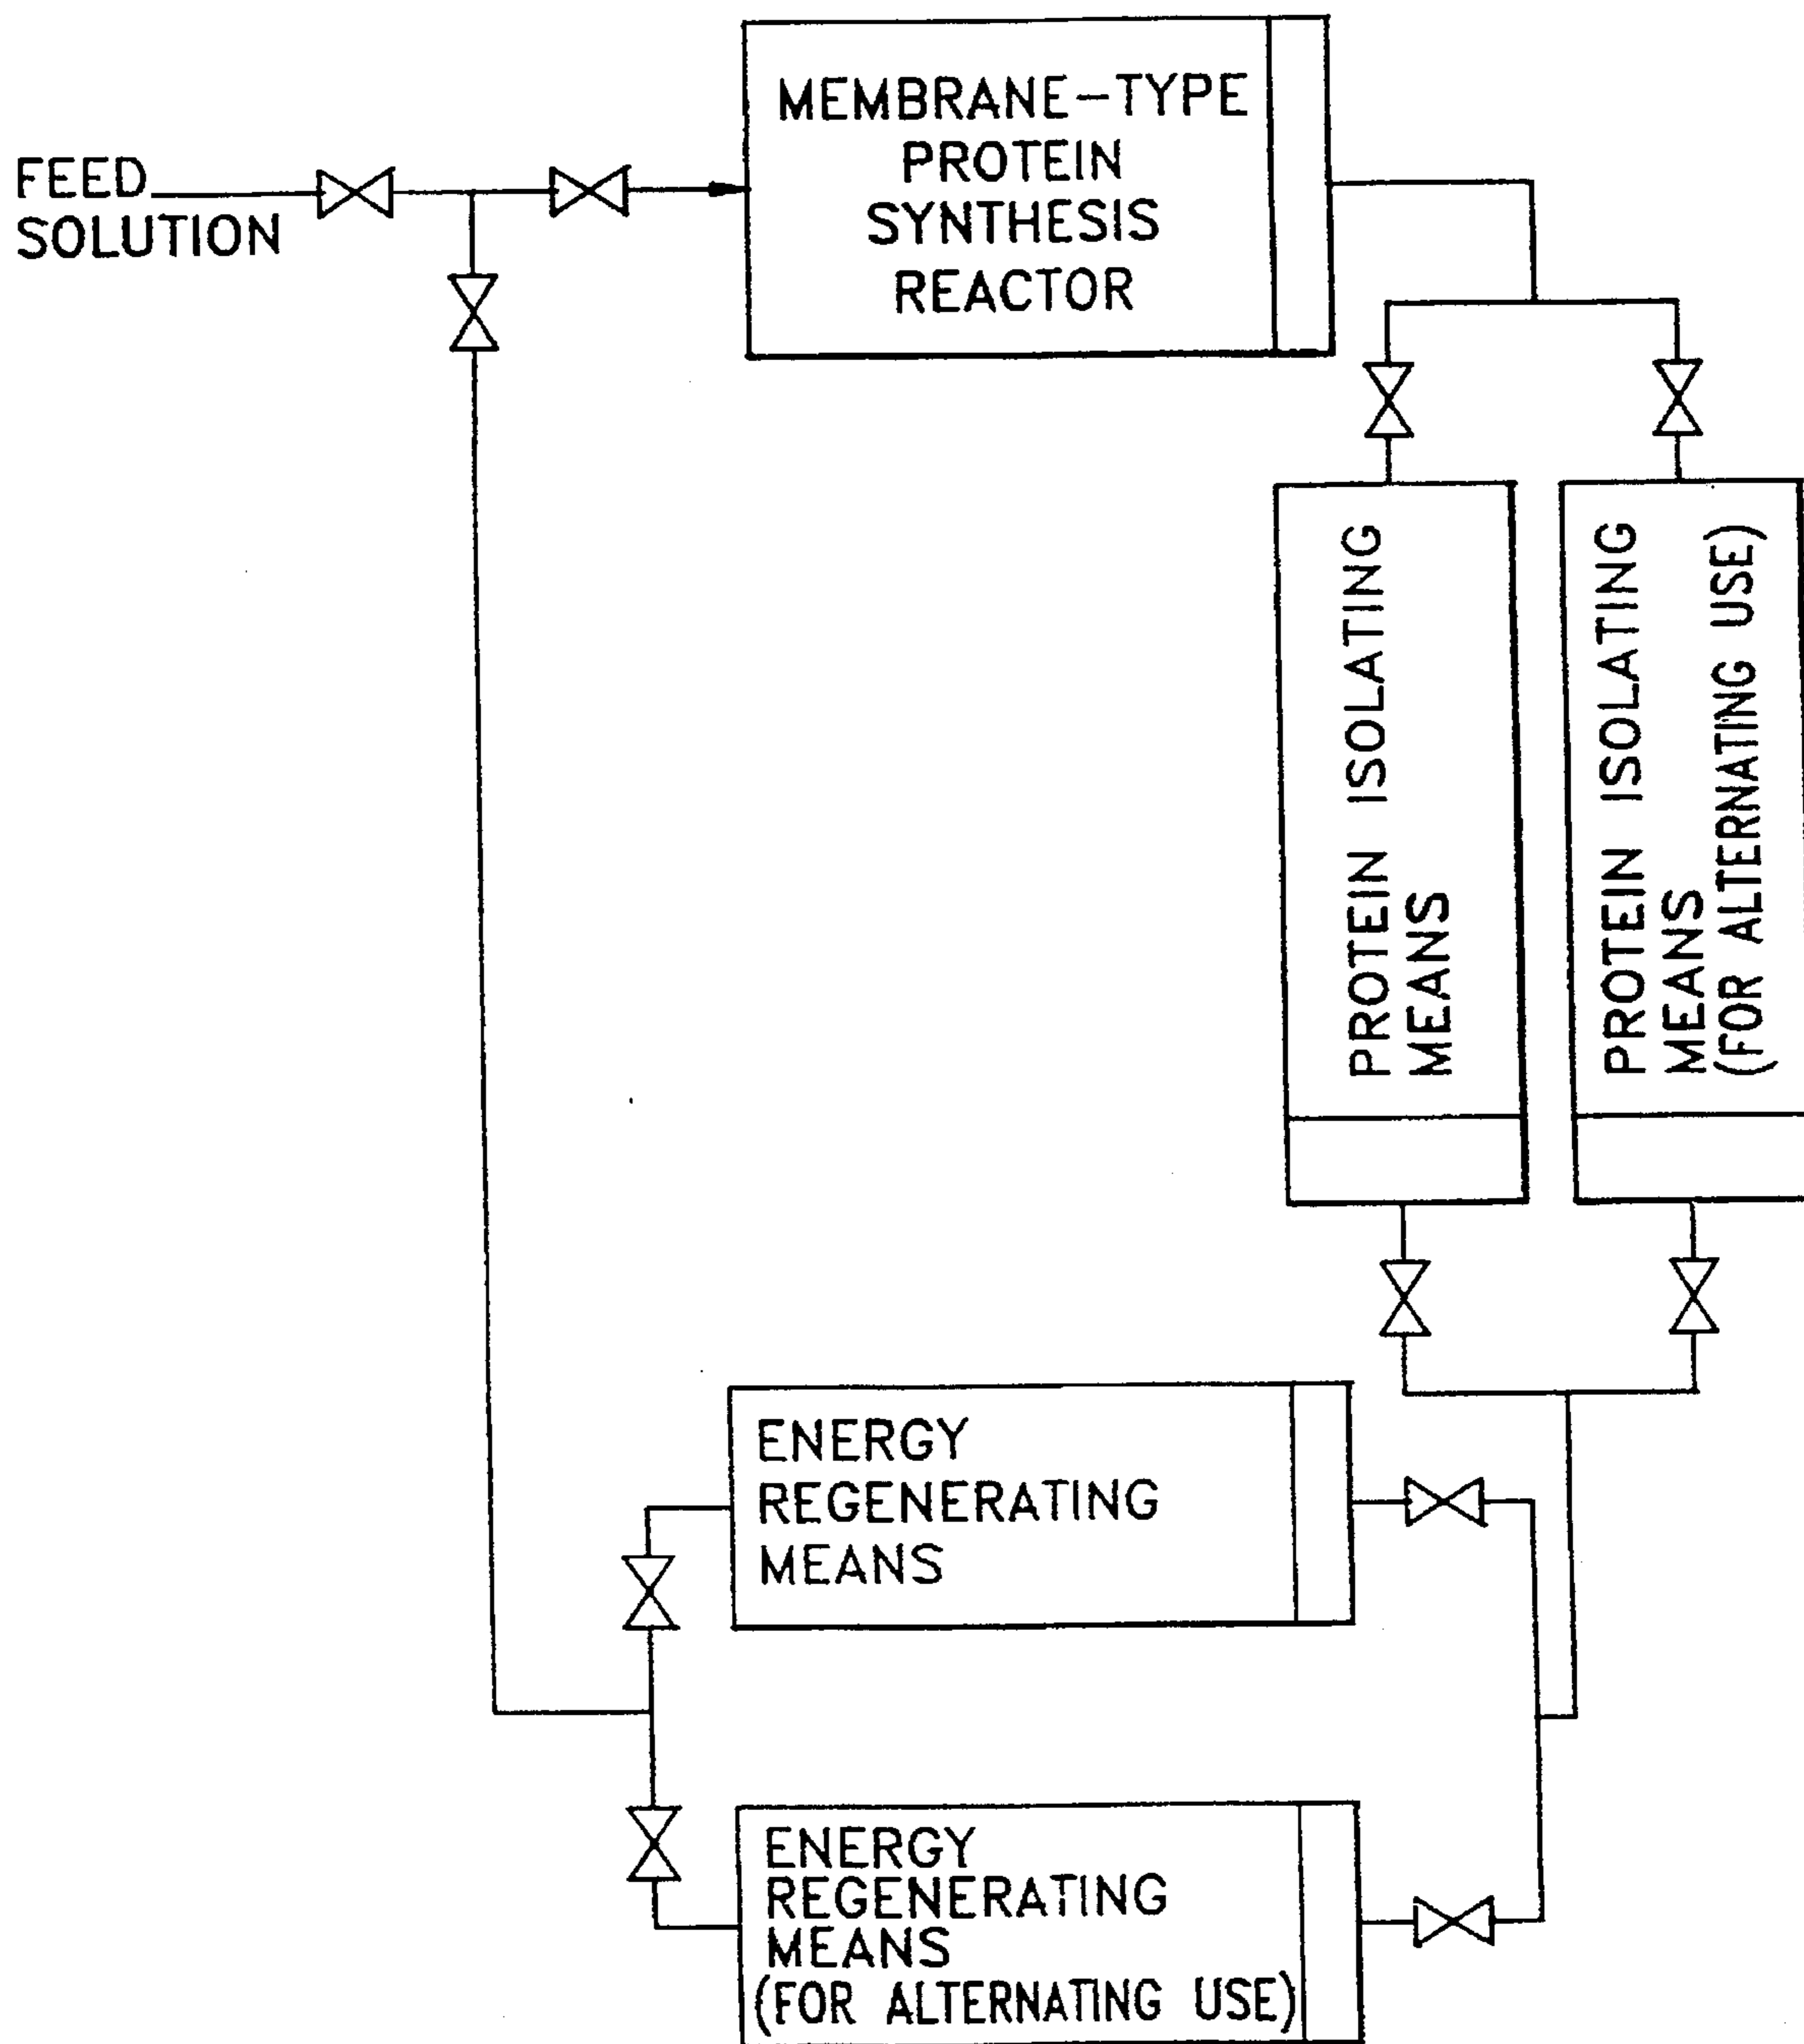 MEMBRANE-TYPE
PROTEIN
SYNTHESIS
REACTOR
FEED
SOLUTION
PROTEIN ISOLATING
MEANS
PROTEIN ISOLATING
MEANS
(FOR ALTERNATING USE)
ENERGY
REGENERATING
MEANS
ENERGY
REGENERATING
MEANS
(FOR ALTERNATING USE)